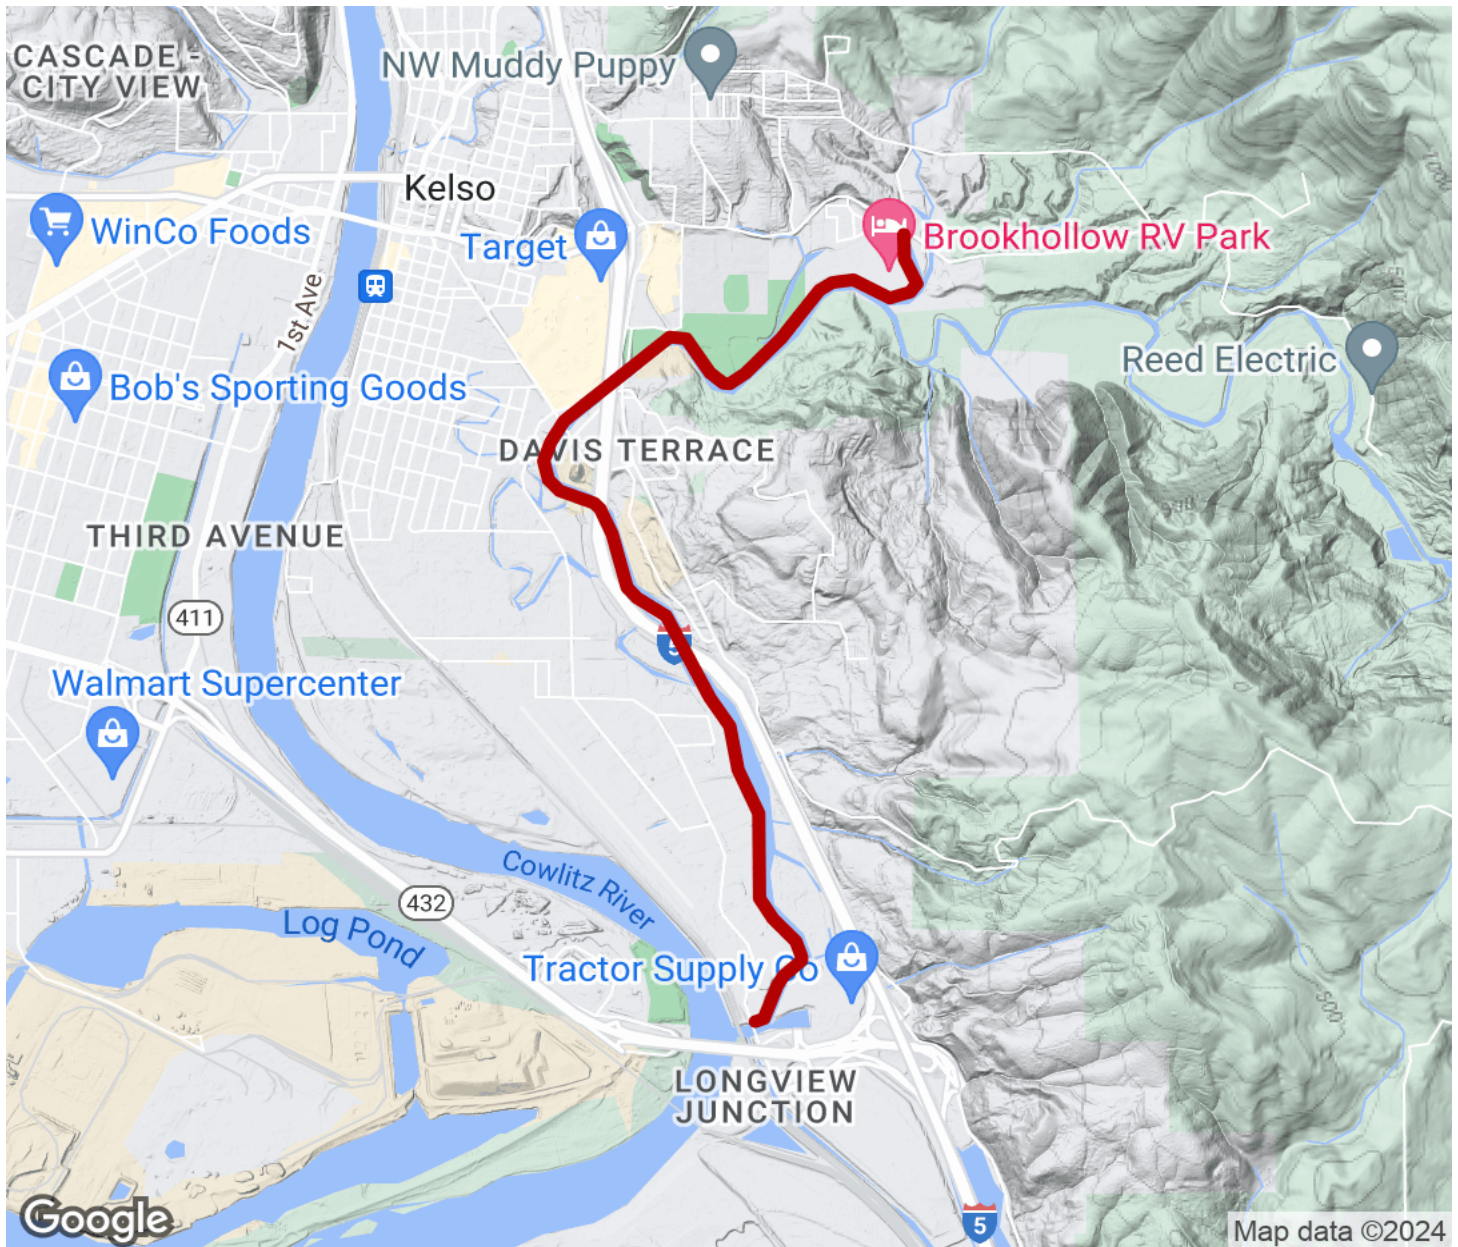 CASCADE -
CITY VIEW
NW Muddy Puppy
Kelso
WinCo Foods
Target
Brookhollow RV Park
1st Ave
Reed Electric
Bob's Sporting Goods
DAVIS TERRACE
THIRD AVENUE
411
5
Walmart Supercenter
Cowlitz River
432
Log Pond
Tractor Supply Co
500
LONGVIEW
JUNCTION
5
Google
Map data ©2024